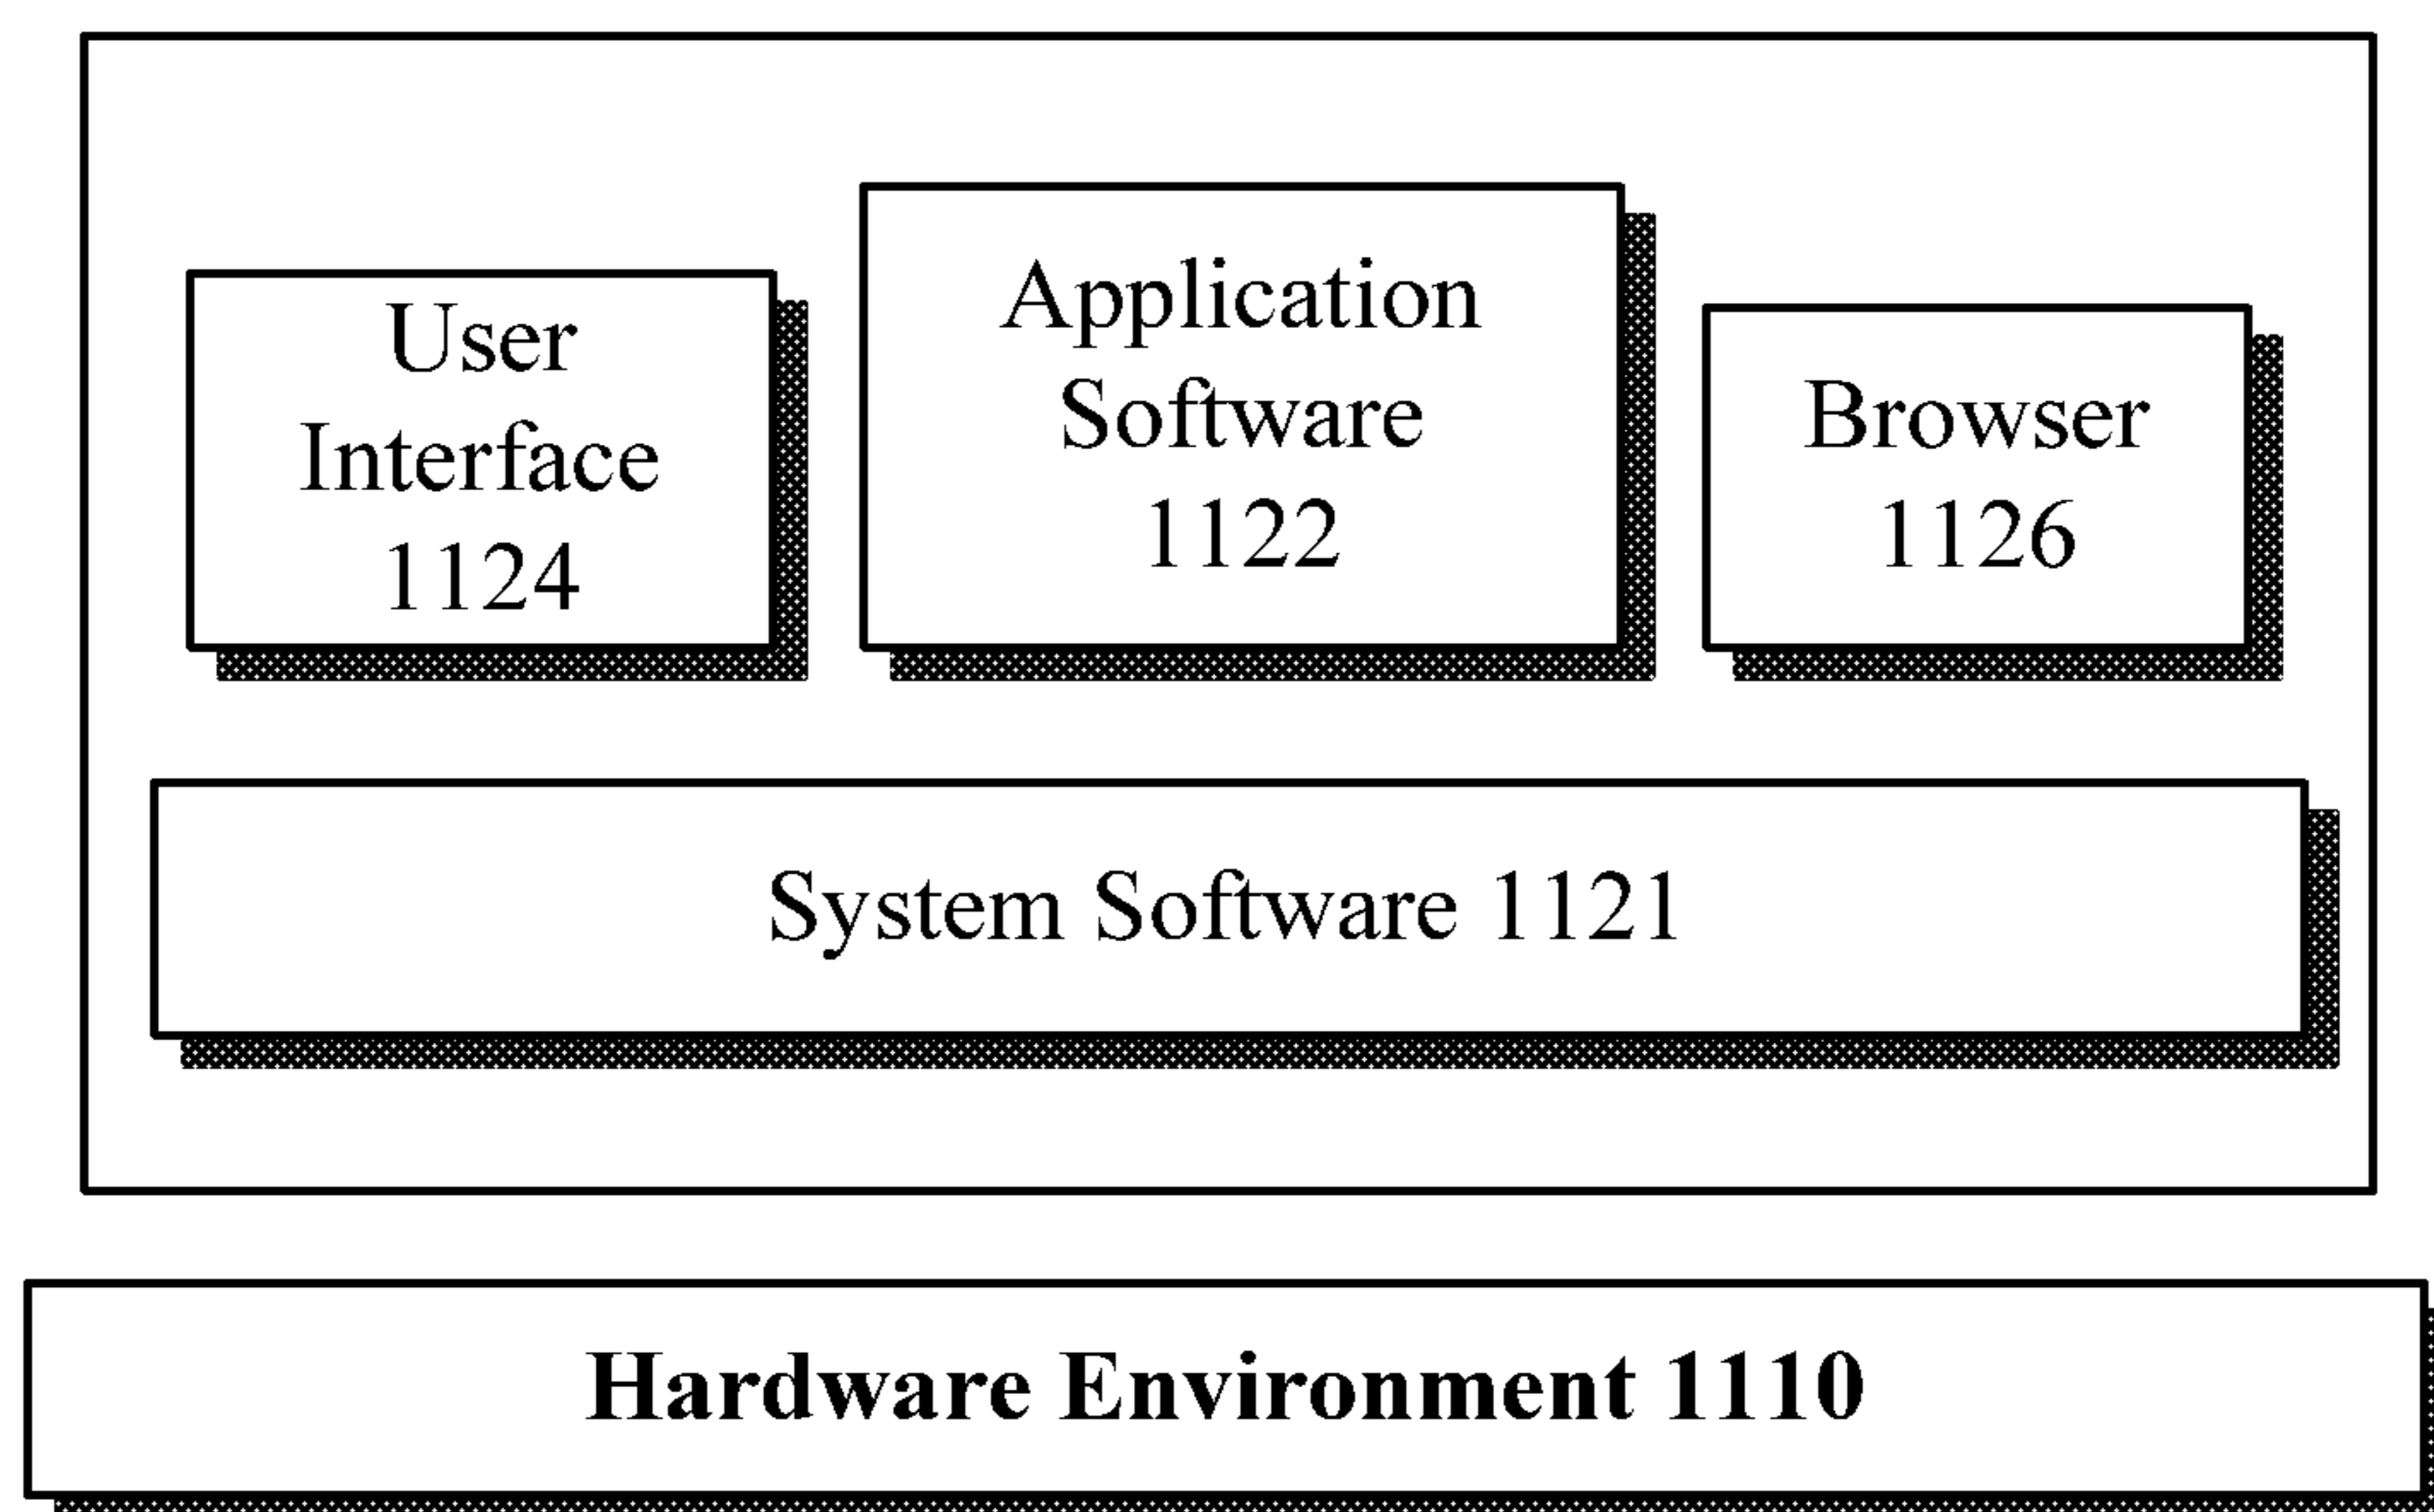 User
Interface
1124
Application
Software
1122
Browser
1126
System Software 1121
Hardware Environment 1110